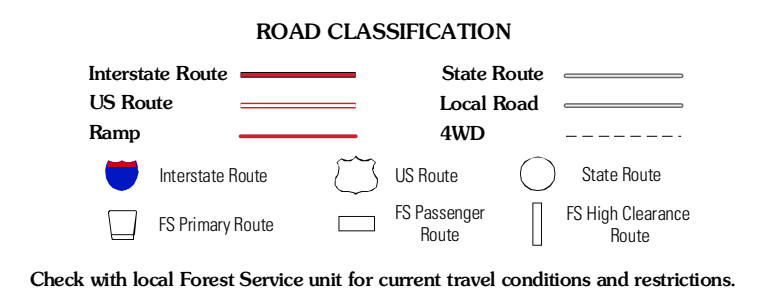 ROAD CLASSIFICATION
Interstate Route
State Route
US Route
Local Road
Ramp
4WD
Interstate Route
US Route
State Route
FS Primary Route
FS Passenger
Route
FS High Clearance
Route
Check with local Forest Service unit for current travel conditions and restrictions.